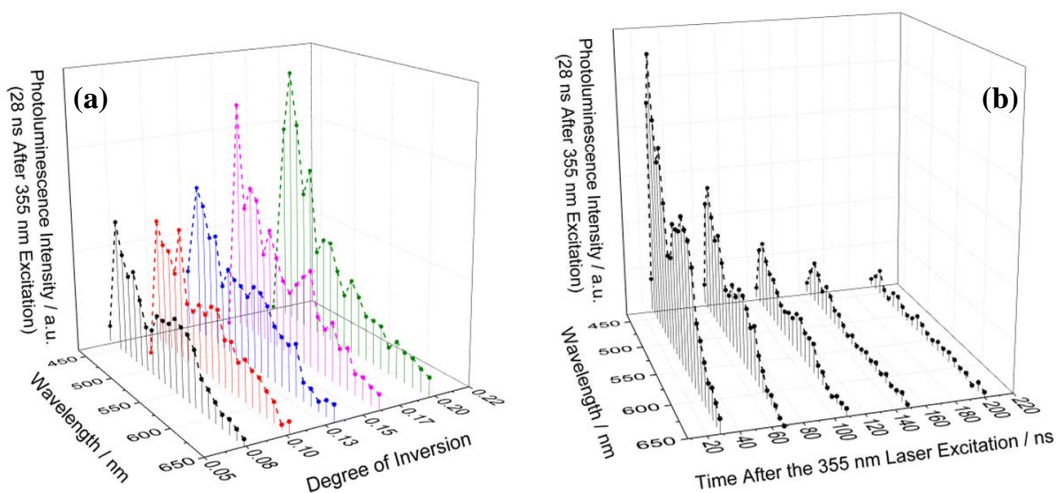 (a)
Photoluminescence Intensity / a.u.
(28 ns After 355 nm Excitation)
450
500
550
600
650
Wavelength / nm
0.05
0.08
0.10
0.13
0.15
0.17
0.20
0.22
Degree of Inversion
(b)
Photoluminescence Intensity / a.u.
(28 ns After 355 nm Excitation)
450
500
550
600
650
Wavelength / nm
20
40
60
80
100
120
140
160
180
200
220
Time After the 355 nm Laser Excitation / ns